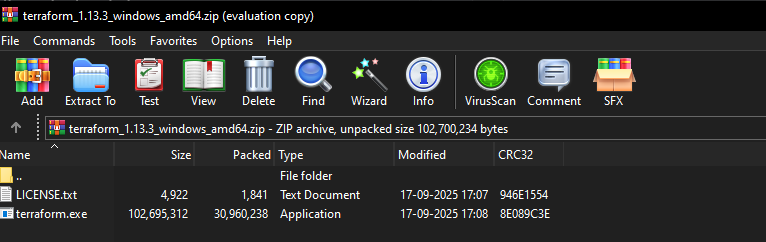 terraform_1.13.3_windows_amd64.zip (evaluation copy)
File Commands Tools Favorites Options Help
Add Extract To Test View Delete Find Wizard Info VirusScan Comment SFX
terraform_1.13.3_windows_amd64.zip - ZIP archive, unpacked size 102,700,234 bytes
Name Size Packed Type Modified CRC32
.. File folder
LICENSE.txt 4,922 1,841 Text Document 17-09-2025 17:07 946E1554
terraform.exe 102,695,312 30,960,238 Application 17-09-2025 17:08 8E089C3E